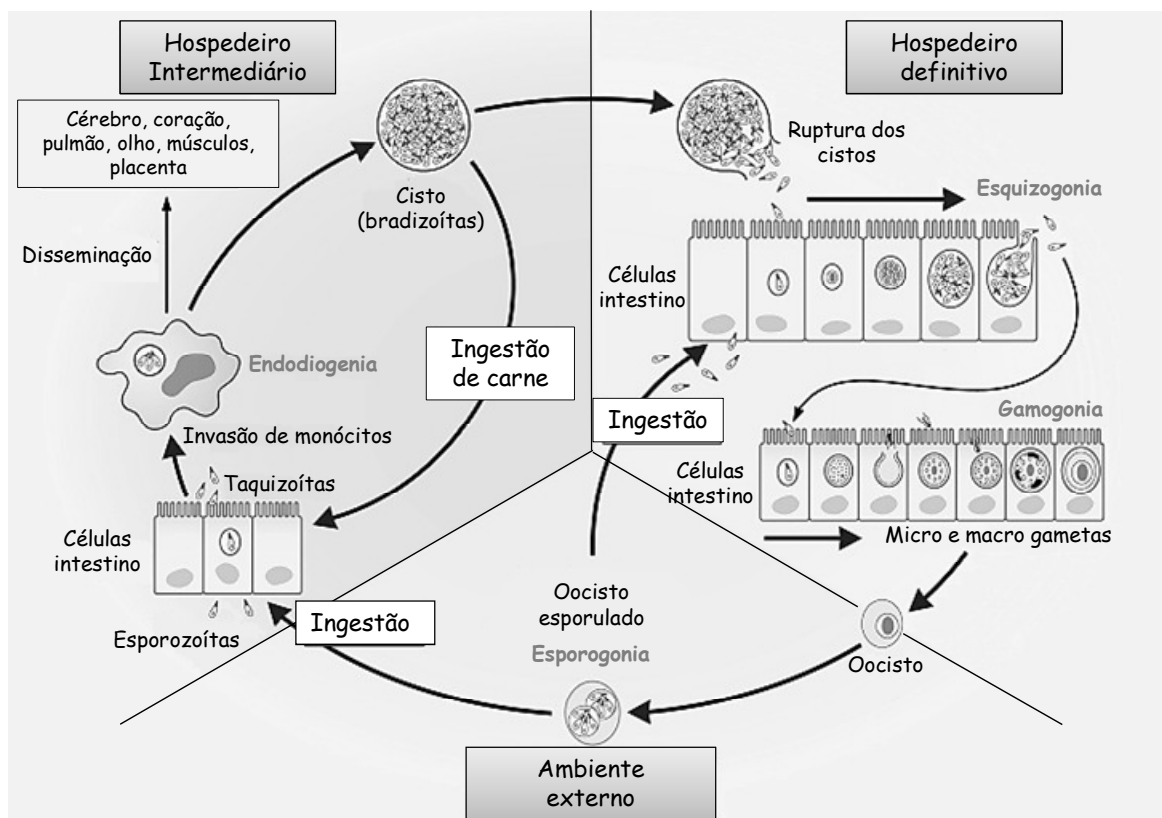 Hospedeiro
Intermediário
Cérebro, coração,
pulmão, olho, músculos,
placenta
Disseminação
Endodiogenia
Invasão de monócitos
Taquizoítas
Células
intestino
Esporozoítas
Cisto
(bradizoítas)
Ingestão
de carne
Ingestão
Hospedeiro
definitivo
Ruptura dos
cistos
Esquizogonia
Células
intestino
Ingestão
Gamogonia
Células
intestino
Micro e macro gametas
Oocisto
Oocisto
esporulado
Esporogonia
Ambiente
externo